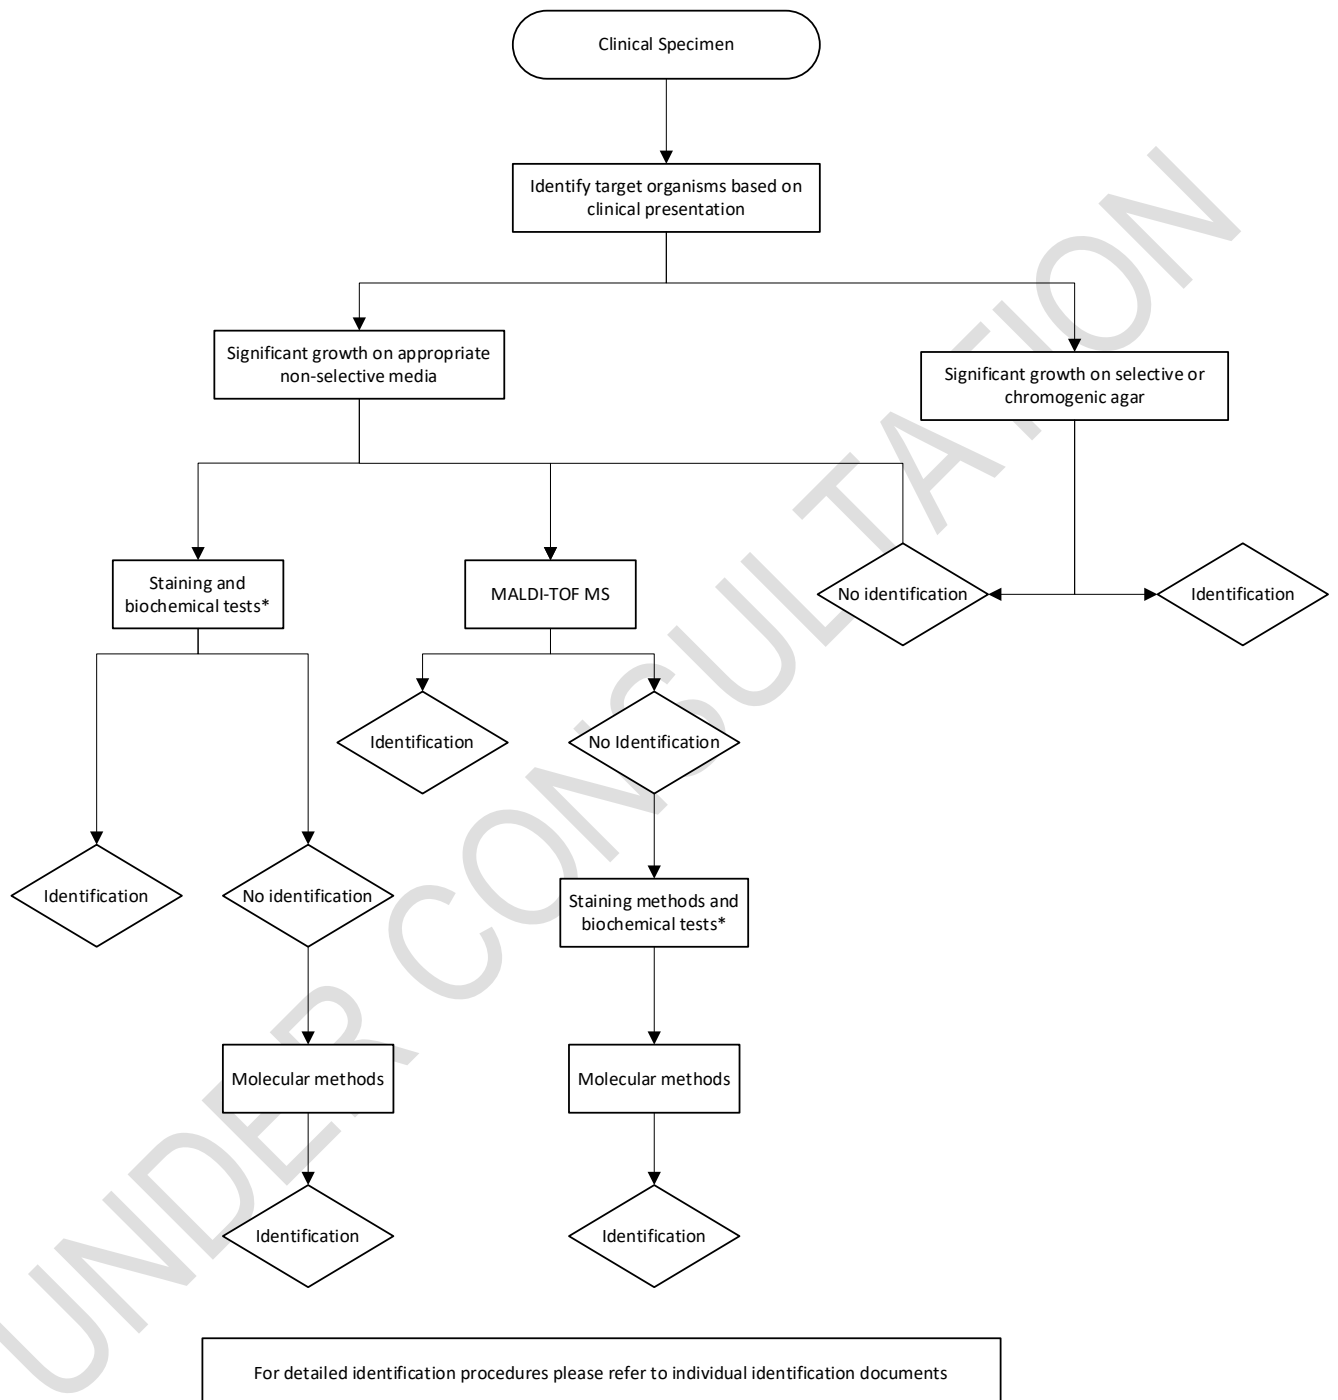 Clinical Specimen
Identify target organisms based on
clinical presentation
Significant growth on appropriate
non-selective media
Significant growth on selective or
chromogenic agar
Staining and
biochemical tests*
MALDI-TOF MS
No identification
Identification
Identification
No Identification
Identification
No identification
Staining methods and
biochemical tests*
Molecular methods
Molecular methods
Identification
Identification
For detailed identification procedures please refer to individual identification documents
UNDER CONSULTATION